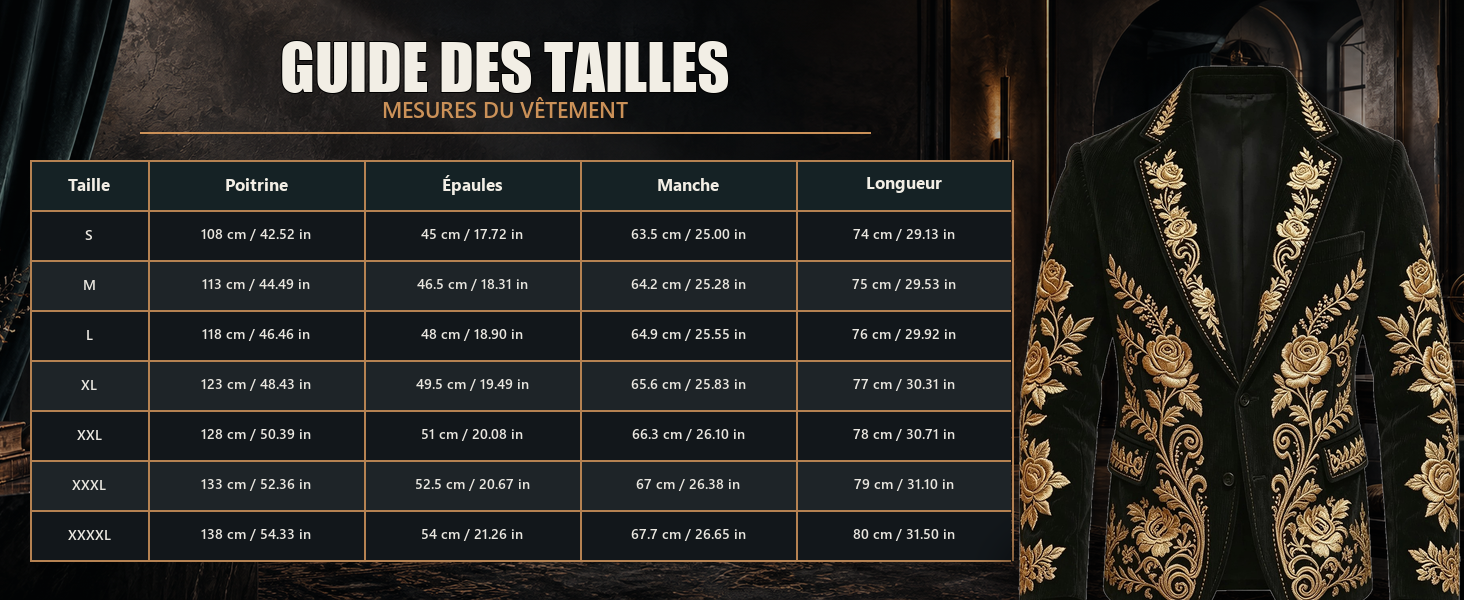 GUIDE DES TAILLES
MESURES DU VÊTEMENT
Taille Poitrine Épaules Manche Longueur
S 108 cm / 42.52 in 45 cm / 17.72 in 63.5 cm / 25.00 in 74 cm / 29.13 in
M 113 cm / 44.49 in 46.5 cm / 18.31 in 64.2 cm / 25.28 in 75 cm / 29.53 in
L 118 cm / 46.46 in 48 cm / 18.90 in 64.9 cm / 25.55 in 76 cm / 29.92 in
XL 123 cm / 48.43 in 49.5 cm / 19.49 in 65.6 cm / 25.83 in 77 cm / 30.31 in
XXL 128 cm / 50.39 in 51 cm / 20.08 in 66.3 cm / 26.10 in 78 cm / 30.71 in
XXXL 133 cm / 52.36 in 52.5 cm / 20.67 in 67 cm / 26.38 in 79 cm / 31.10 in
XXXXL 138 cm / 54.33 in 54 cm / 21.26 in 67.7 cm / 26.65 in 80 cm / 31.50 in